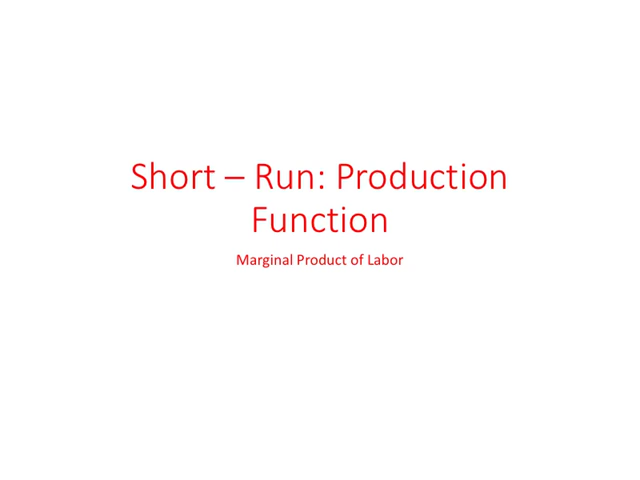 Short – Run: Production
Function
Marginal Product of Labor